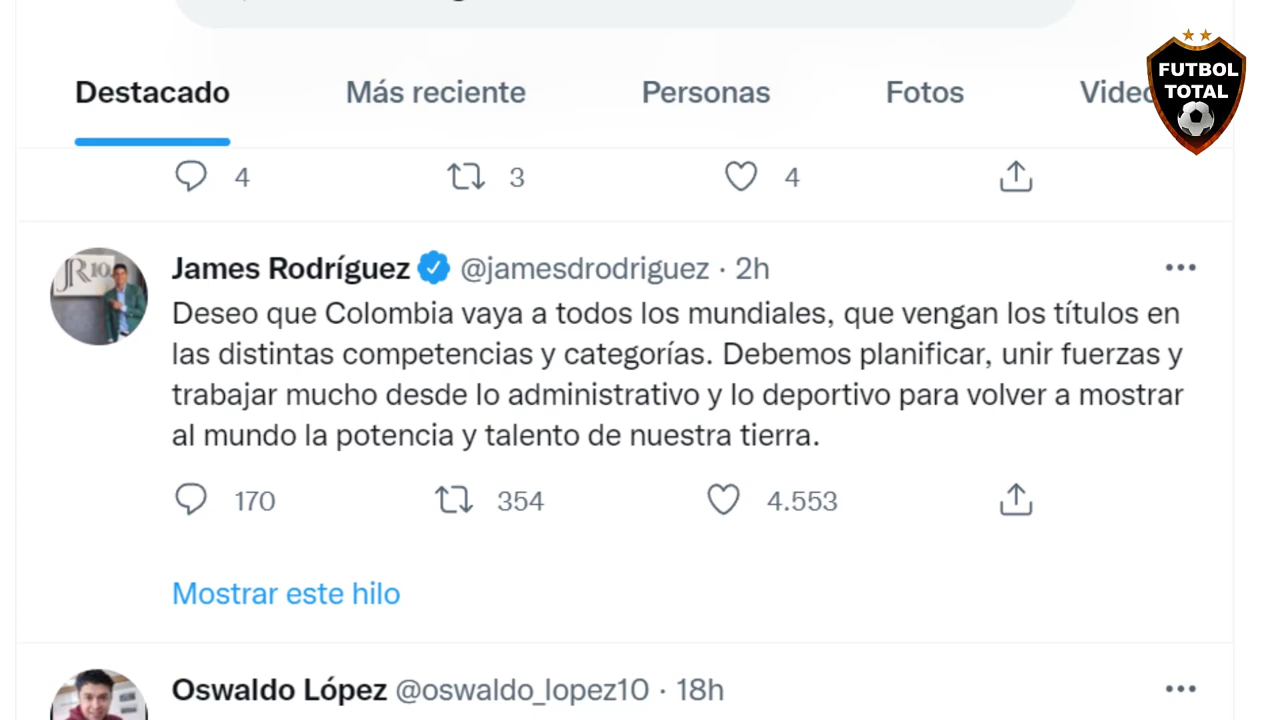 Destacado Más reciente Personas Fotos
FUTBOL
TOTAL
4 3 4
James Rodríguez @jamesdrodriguez · 2h
JR10
Deseo que Colombia vaya a todos los mundiales, que vengan los títulos en
las distintas competencias y categorías. Debemos planificar, unir fuerzas y
trabajar mucho desde lo administrativo y lo deportivo para volver a mostrar
al mundo la potencia y talento de nuestra tierra.
170 354 4.553
Mostrar este hilo
Oswaldo López @oswaldo_lopez10 · 18h